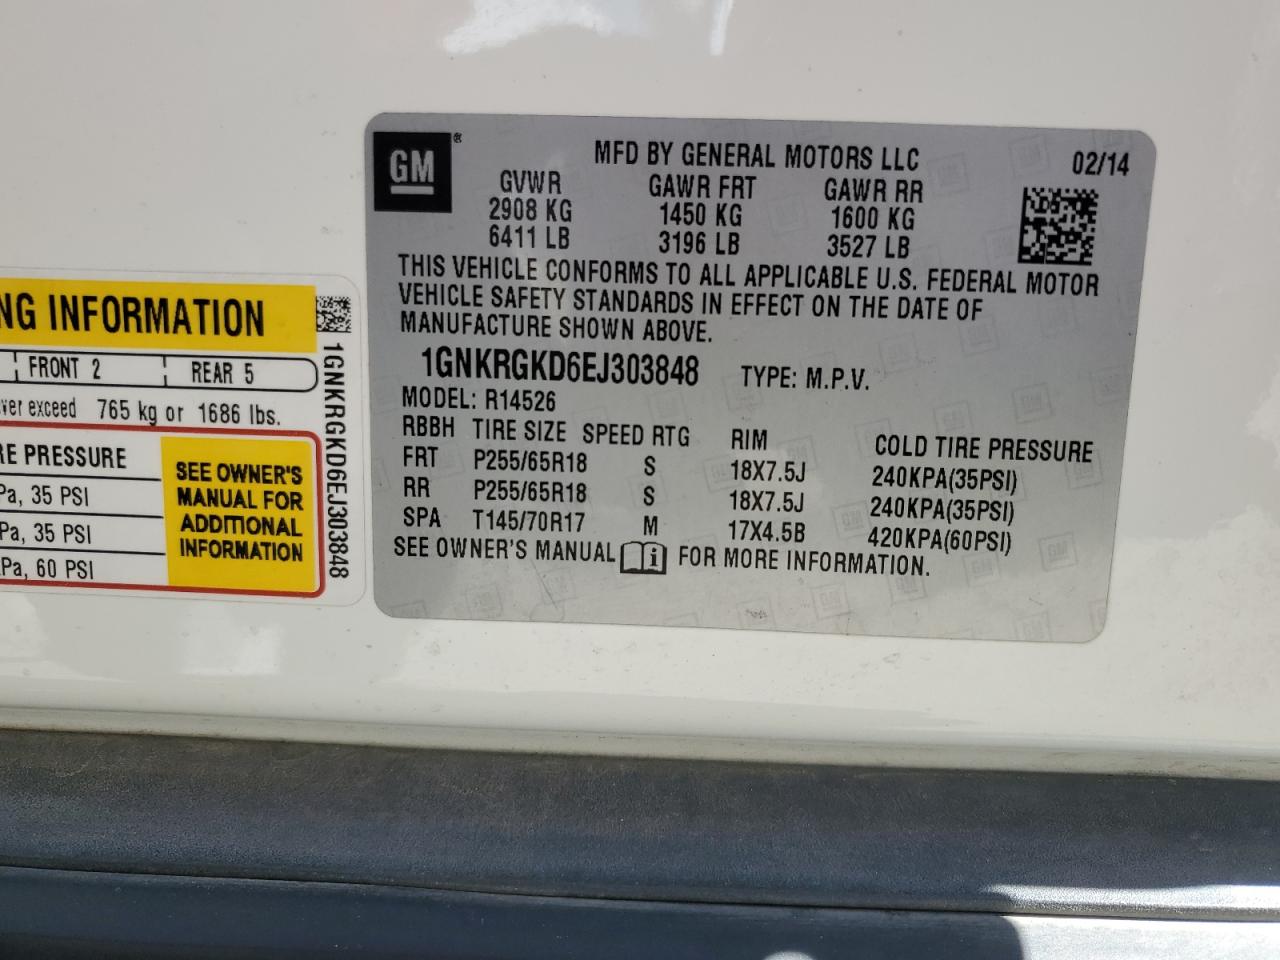 GM ®
MFD BY GENERAL MOTORS LLC 02/14
GVWR GAWR FRT GAWR RR
2908 KG 1450 KG 1600 KG
6411 LB 3196 LB 3527 LB
THIS VEHICLE CONFORMS TO ALL APPLICABLE U.S. FEDERAL MOTOR
VEHICLE SAFETY STANDARDS IN EFFECT ON THE DATE OF
MANUFACTURE SHOWN ABOVE.
1GNKRGKD6EJ303848 TYPE: M.P.V.
MODEL: R14526
RBBH TIRE SIZE SPEED RTG RIM COLD TIRE PRESSURE
FRT P255/65R18 S 18X7.5J 240KPA(35PSI)
RR P255/65R18 S 18X7.5J 240KPA(35PSI)
SPA T145/70R17 M 17X4.5B 420KPA(60PSI)
SEE OWNER'S MANUAL i FOR MORE INFORMATION.
NG INFORMATION
FRONT 2 REAR 5
ver exceed 765 kg or 1686 lbs.
RE PRESSURE
Pa, 35 PSI
Pa, 35 PSI
Pa, 60 PSI
SEE OWNER'S
MANUAL FOR
ADDITIONAL
INFORMATION
1GNKRGKD6EJ303848